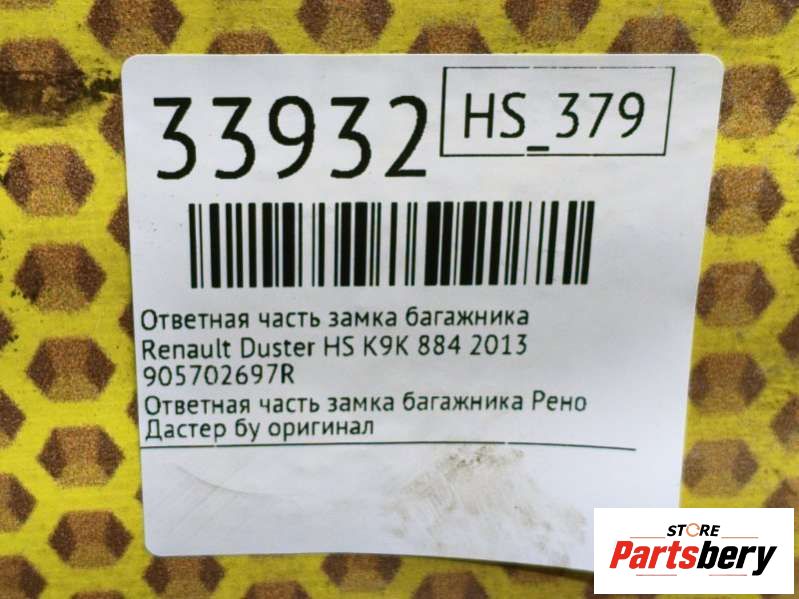 33932
HS_379
Ответная часть замка багажника
Renault Duster HS K9K 884 2013
905702697R
Ответная часть замка багажника Рено
Дастер бу оригинал
STORE
Partsbery